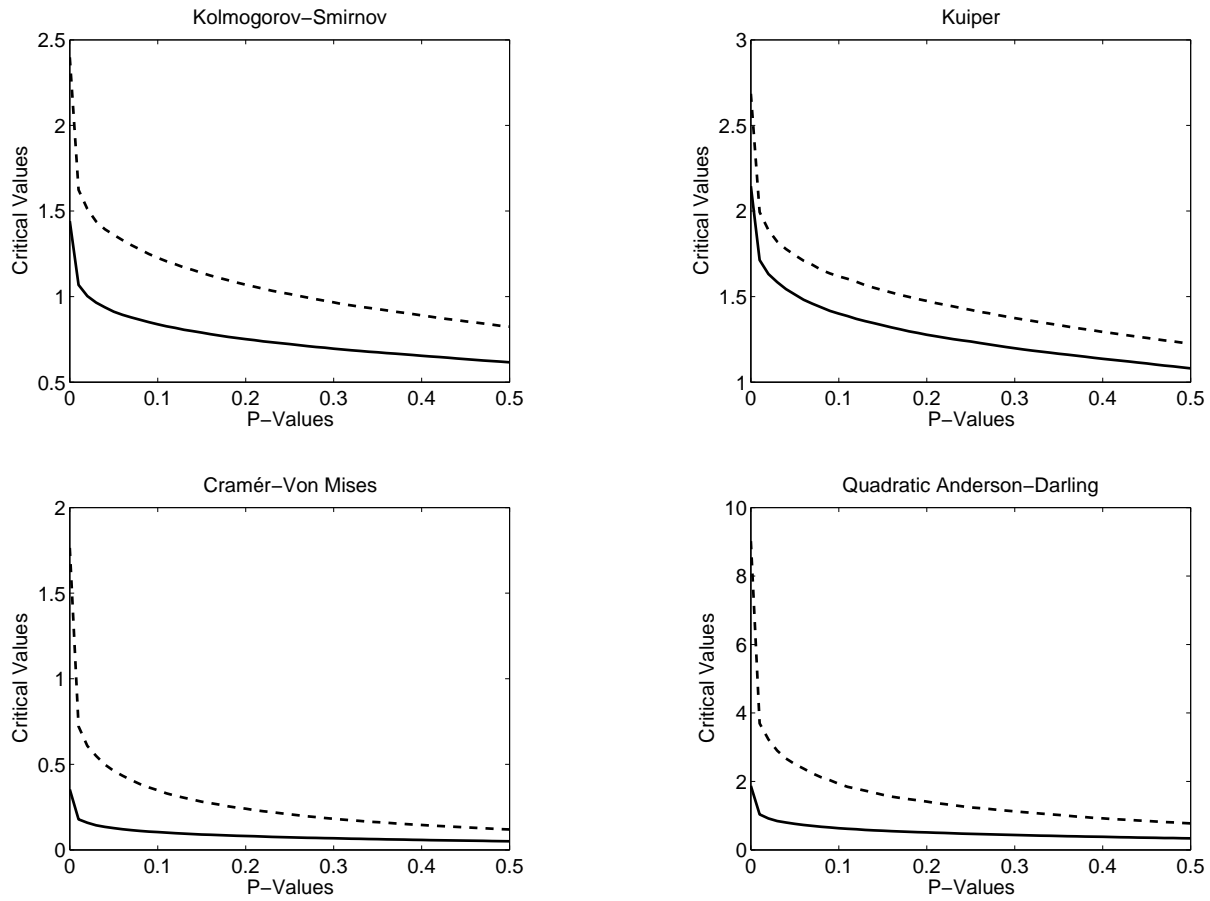 Kolmogorov−Smirnov
2.5
2
1.5
1
0.5
Critical Values
0 0.1 0.2 0.3 0.4 0.5
P−Values
Kuiper
3
2.5
2
1.5
1
Critical Values
0 0.1 0.2 0.3 0.4 0.5
P−Values
Cramér−Von Mises
2
1.5
1
0.5
0
Critical Values
0 0.1 0.2 0.3 0.4 0.5
P−Values
Quadratic Anderson−Darling
10
8
6
4
2
0
Critical Values
0 0.1 0.2 0.3 0.4 0.5
P−Values